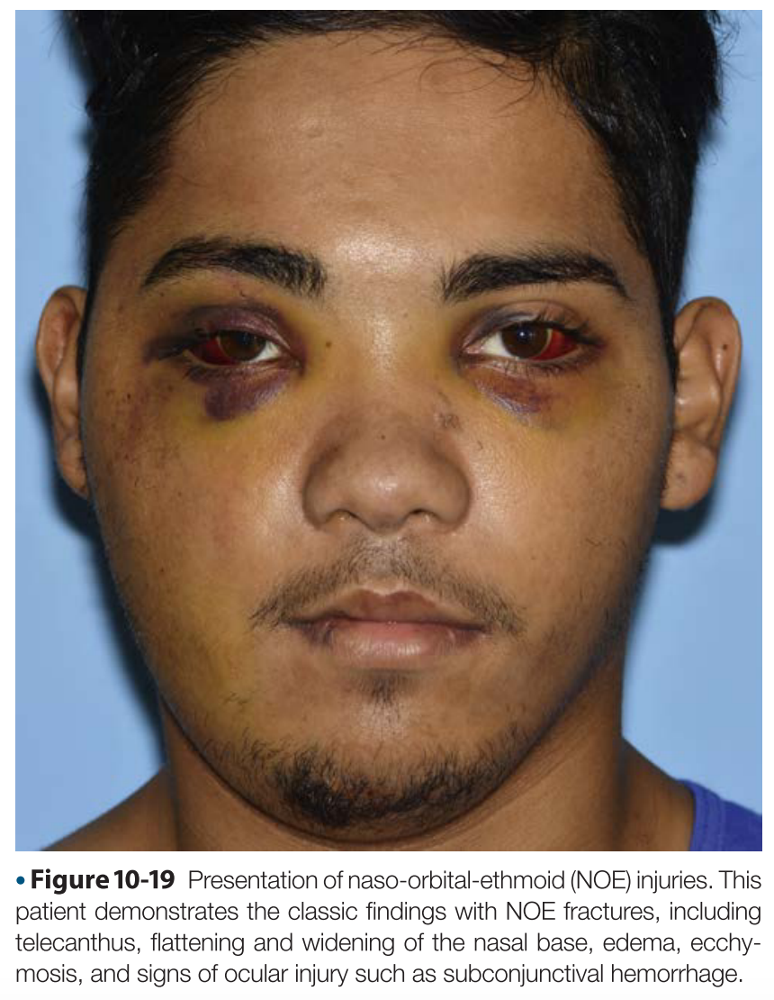 • Figure 10-19 Presentation of naso-orbital-ethmoid (NOE) injuries. This
patient demonstrates the classic findings with NOE fractures, including
telecanthus, flattening and widening of the nasal base, edema, ecchy-
mosis, and signs of ocular injury such as subconjunctival hemorrhage.